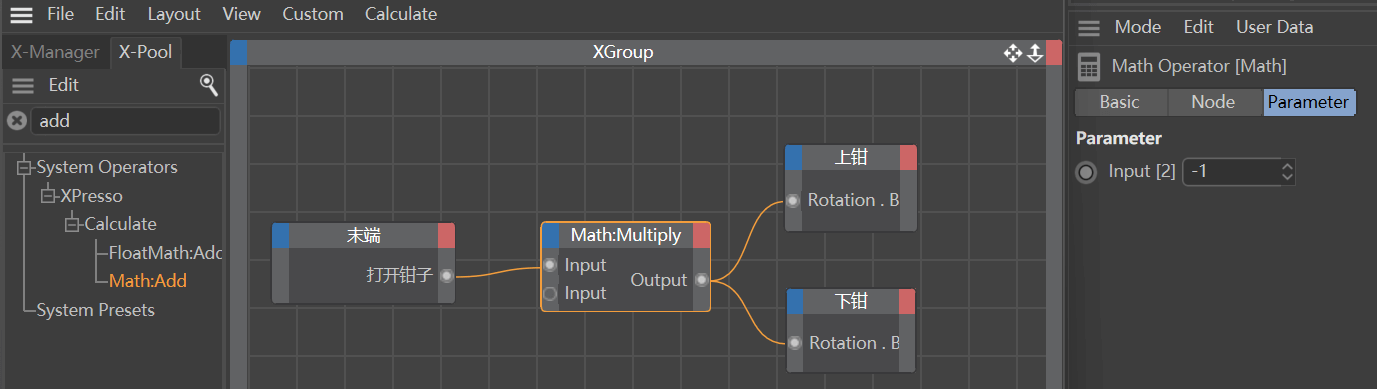 File Edit Layout View Custom Calculate
X-Manager X-Pool
Edit
add
System Operators
XPresso
Calculate
FloatMath:Add
Math:Add
System Presets
XGroup
末端
打开钳子
Math:Multiply
Input
Output
Input
上钳
Rotation . B
下钳
Rotation . B
Mode Edit User Data
Math Operator [Math]
Basic Node Parameter
Parameter
Input [2] -1